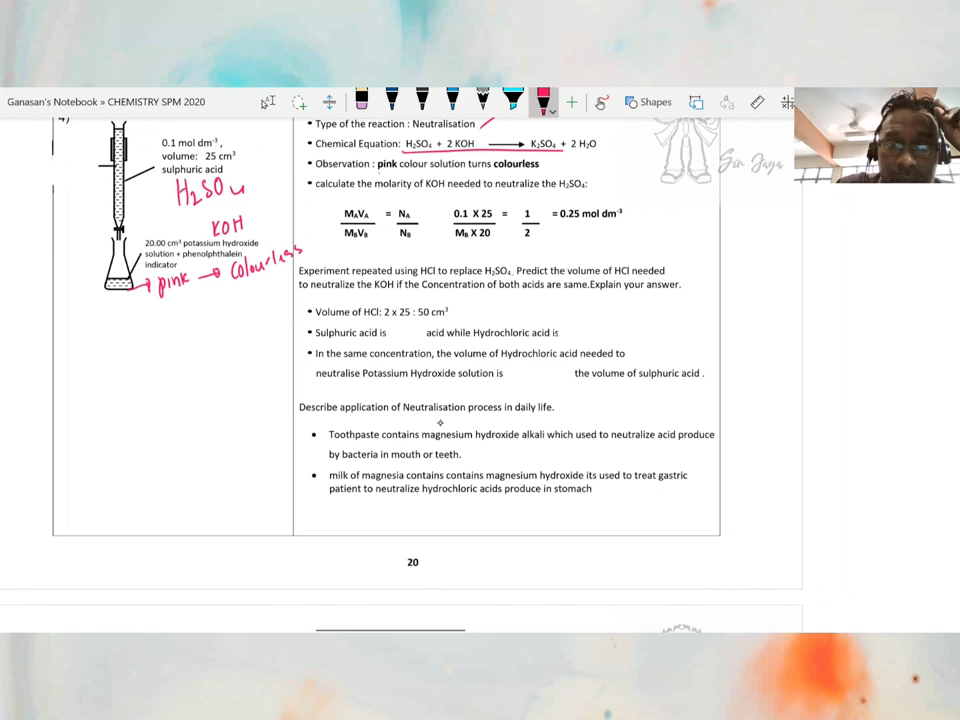 Ganasan's Notebook » CHEMISTRY SPM 2020
Shapes
4)
0.1 mol dm⁻³ ,
volume: 25 cm³
sulphuric acid
H₂SO₄
KOH
20.00 cm³ potassium hydroxide
solution + phenolphthalein
indicator
→ pink → colourless
• Type of the reaction : Neutralisation
• Chemical Equation: H₂SO₄ + 2 KOH ⟶ K₂SO₄ + 2 H₂O
• Observation : pink colour solution turns colourless
• calculate the molarity of KOH needed to neutralize the H₂SO₄:
MₐVₐ = Nₐ 0.1 X 25 = 1 = 0.25 mol dm⁻³
MBVB NB MB X 20 2
Experiment repeated using HCl to replace H₂SO₄. Predict the volume of HCl needed
to neutralize the KOH if the Concentration of both acids are same.Explain your answer.
• Volume of HCl: 2 x 25 : 50 cm³
• Sulphuric acid is acid while Hydrochloric acid is
• In the same concentration, the volume of Hydrochloric acid needed to
neutralise Potassium Hydroxide solution is the volume of sulphuric acid .
Describe application of Neutralisation process in daily life.
• Toothpaste contains magnesium hydroxide alkali which used to neutralize acid produce
by bacteria in mouth or teeth.
• milk of magnesia contains contains magnesium hydroxide its used to treat gastric
patient to neutralize hydrochloric acids produce in stomach
Sir Jaya
20